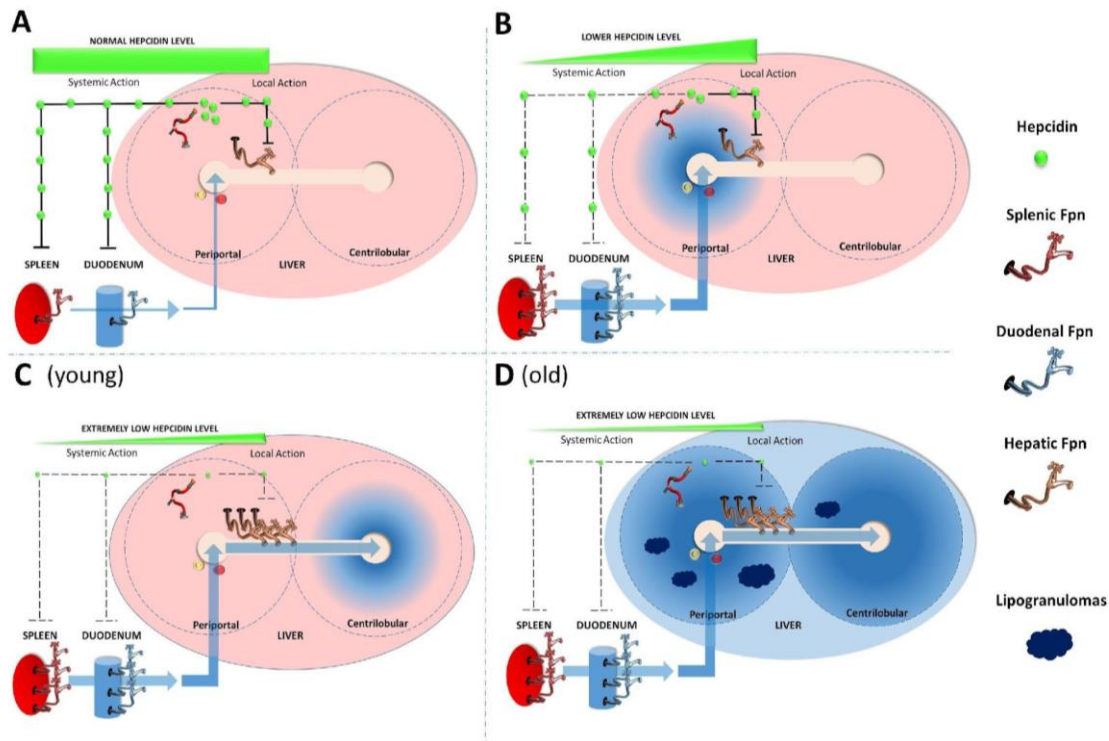 A
NORMAL HEPCIDIN LEVEL
Systemic Action
Local Action
Periportal
Centrilobular
LIVER
SPLEEN
DUODENUM
B
LOWER HEPCIDIN LEVEL
Systemic Action
Local Action
Periportal
Centrilobular
LIVER
SPLEEN
DUODENUM
C (young)
EXTREMELY LOW HEPCIDIN LEVEL
Systemic Action
Local Action
Periportal
Centrilobular
LIVER
SPLEEN
DUODENUM
D (old)
EXTREMELY LOW HEPCIDIN LEVEL
Systemic Action
Local Action
Periportal
Centrilobular
LIVER
SPLEEN
DUODENUM
Hepcidin
Splenic Fpn
Duodenal Fpn
Hepatic Fpn
Lipogranulomas